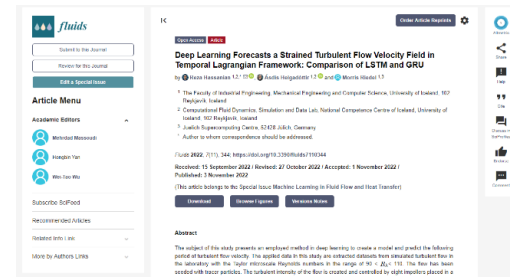 fluids
Submit to this Journal
Review for this Journal
Edit a Special Issue
Article Menu
Academic Editors
Mehrdad Massoudi
Hongbin Yan
Wei-Tao Wu
Subscribe SciFeed
Recommended Articles
Related Info Link
More by Authors Links
Order Article Reprints
Open Access Article
Deep Learning Forecasts a Strained Turbulent Flow Velocity Field in
Temporal Lagrangian Framework: Comparison of LSTM and GRU
by Reza Hassanian 1,2,* Ásdís Helgadóttir 1,2 and Morris Riedel 1,3
1 The Faculty of Industrial Engineering, Mechanical Engineering and Computer Science, University of Iceland, 102
Reykjavik, Iceland
2 Computational Fluid Dynamics, Simulation and Data Lab, National Competence Centre of Iceland, University of
Iceland, 102 Reykjavik, Iceland
3 Juelich Supercomputing Centre, 52428 Jülich, Germany
* Author to whom correspondence should be addressed.
Fluids 2022, 7(11), 344; https://doi.org/10.3390/fluids7110344
Received: 15 September 2022 / Revised: 27 October 2022 / Accepted: 1 November 2022 /
Published: 3 November 2022
(This article belongs to the Special Issue Machine Learning in Fluid Flow and Heat Transfer)
Download
Browse Figures
Versions Notes
Abstract
The subject of this study presents an employed method in deep learning to create a model and predict the following
period of turbulent flow velocity. The applied data in this study are extracted datasets from simulated turbulent flow in
the laboratory with the Taylor microscale Reynolds numbers in the range of 90 < Rλ < 110. The flow has been
seeded with tracer particles. The turbulent intensity of the flow is created and controlled by eight impellers placed in a
Share
Help
Cite